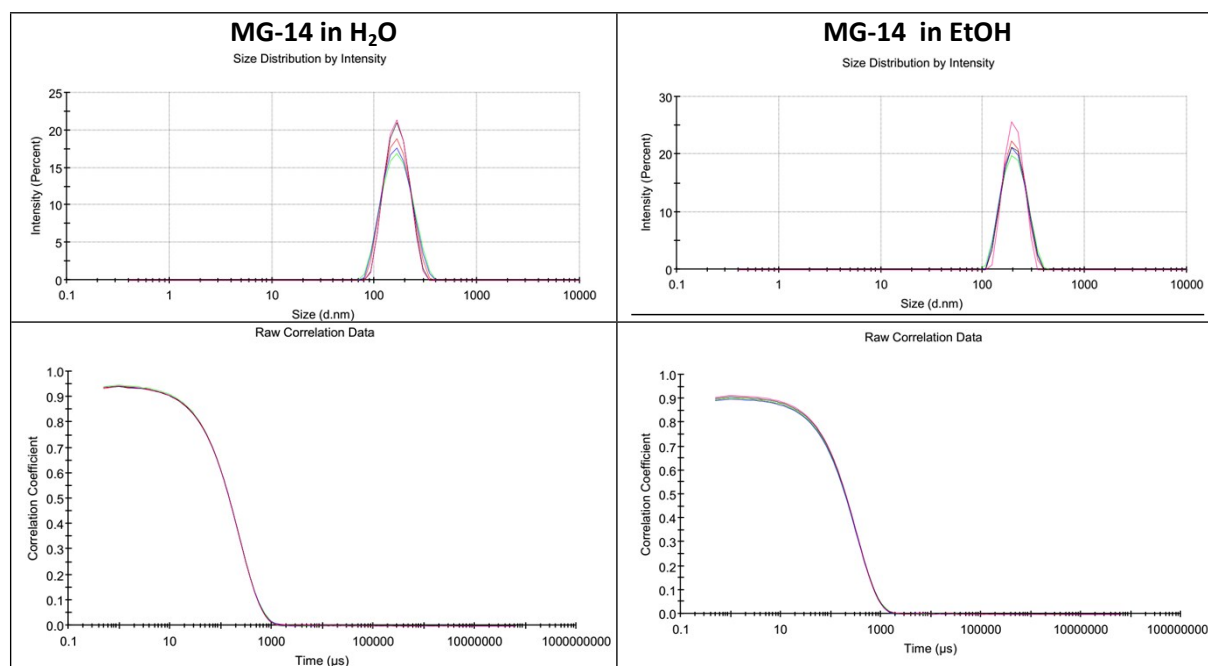 MG-14 in H₂O
Size Distribution by Intensity
25
20
15
10
5
0
Intensity (Percent)
0.1 1 10 100 1000 10000
Size (d.nm)
MG-14 in EtOH
Size Distribution by Intensity
30
20
10
0
Intensity (Percent)
0.1 1 10 100 1000 10000
Size (d.nm)
Raw Correlation Data
1.0
0.9
0.8
0.7
0.6
0.5
0.4
0.3
0.2
0.1
0.0
Correlation Coefficient
0.1 10 1000 100000 10000000 1000000000
Time (µs)
Raw Correlation Data
1.0
0.9
0.8
0.7
0.6
0.5
0.4
0.3
0.2
0.1
0.0
Correlation Coefficient
0.1 10 1000 100000 10000000 1000000000
Time (µs)